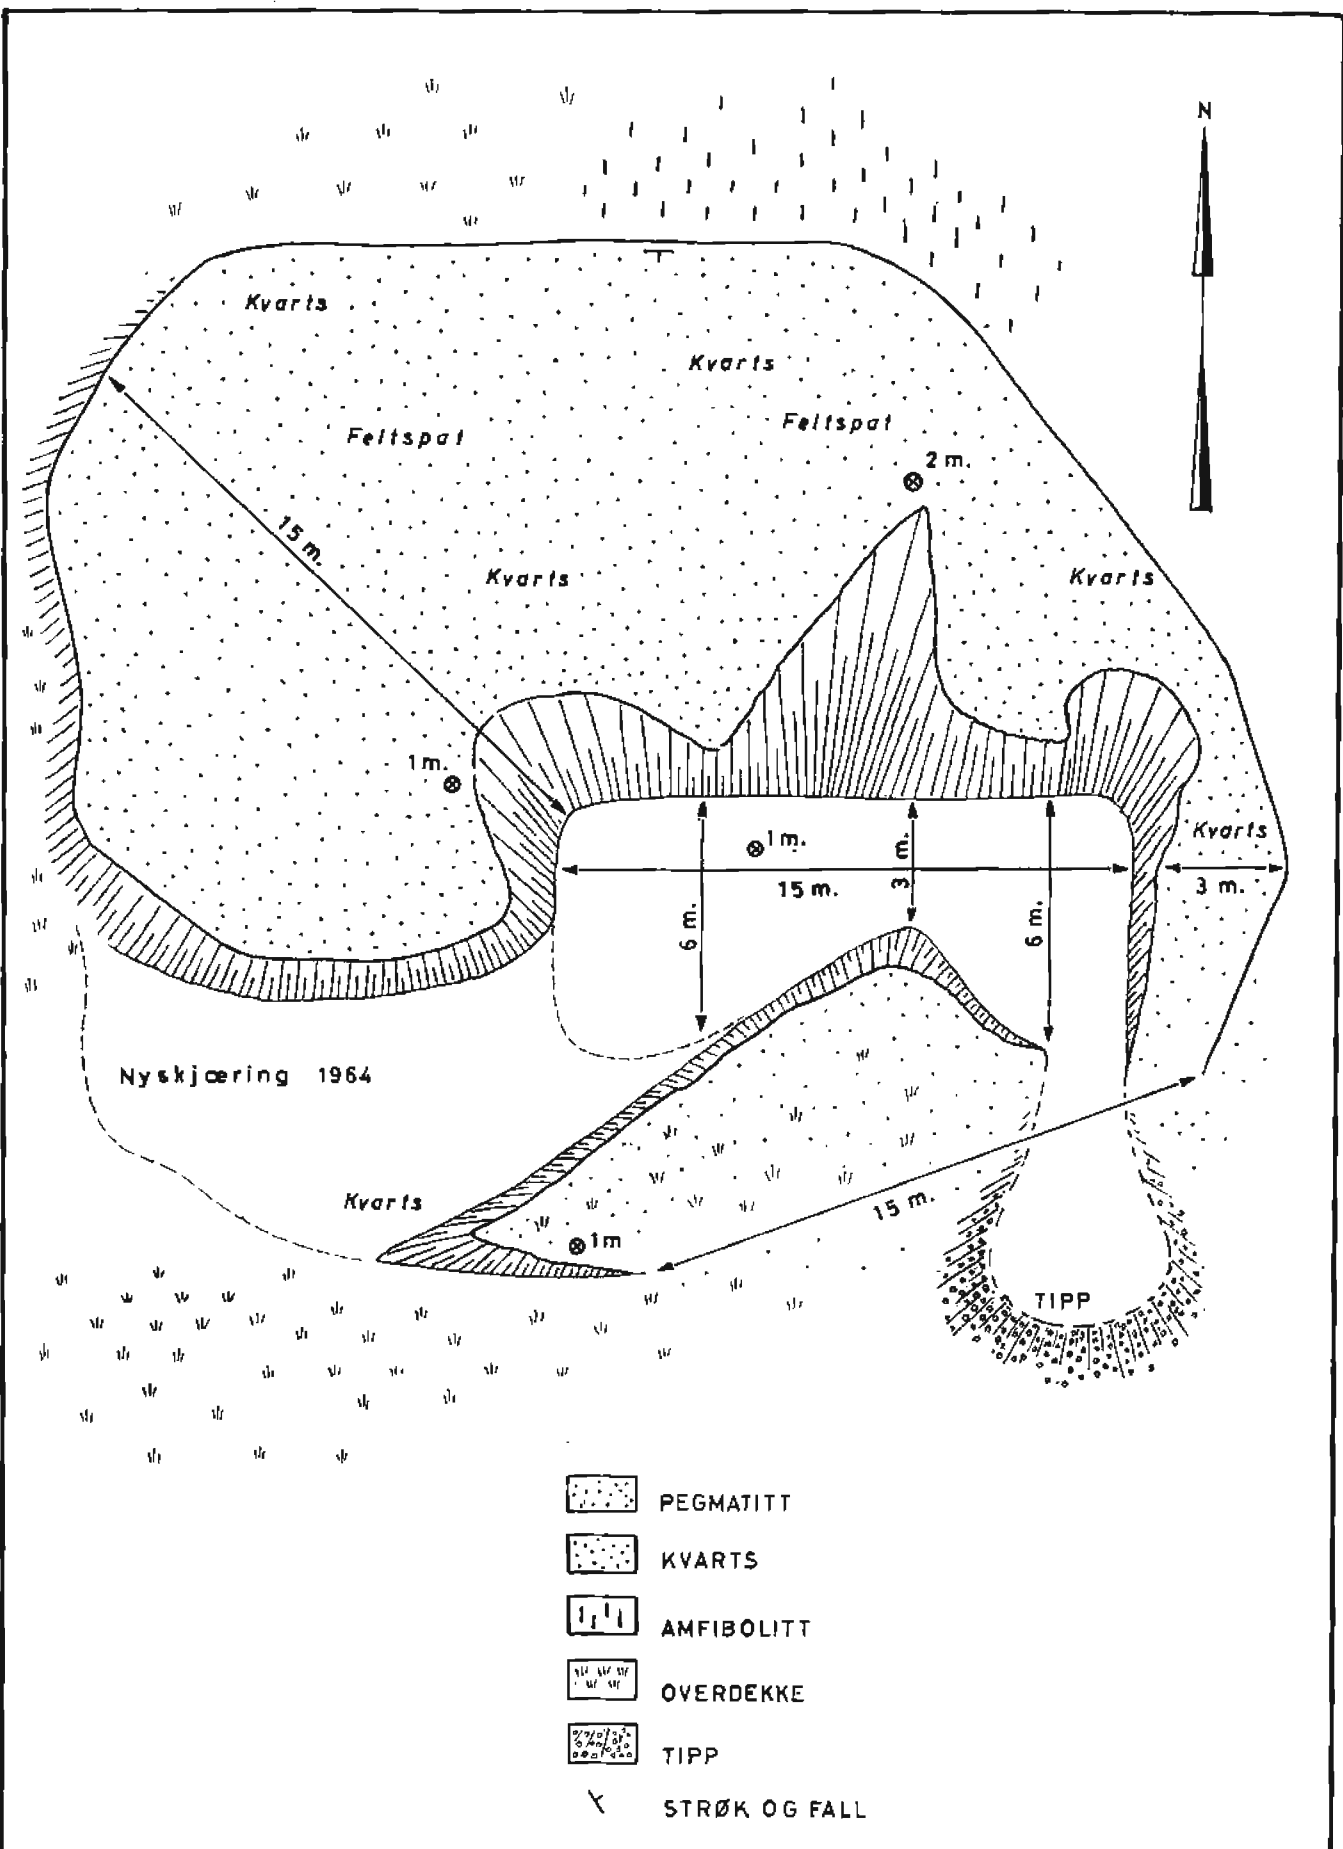 N
Kvarts
Kvarts
Feltspat
Feltspat
2 m.
15 m.
Kvarts
Kvarts
1 m.
1 m.
3 m.
Kvarts
15 m.
3 m.
6 m.
6 m.
Nyskjæring 1964
Kvarts
15 m.
1 m
TIPP
PEGMATITT
KVARTS
AMFIBOLITT
OVERDEKKE
TIPP
STRØK OG FALL